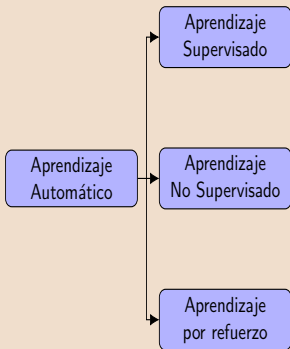 Aprendizaje
Supervisado
Aprendizaje
Automático
Aprendizaje
No Supervisado
Aprendizaje
por refuerzo